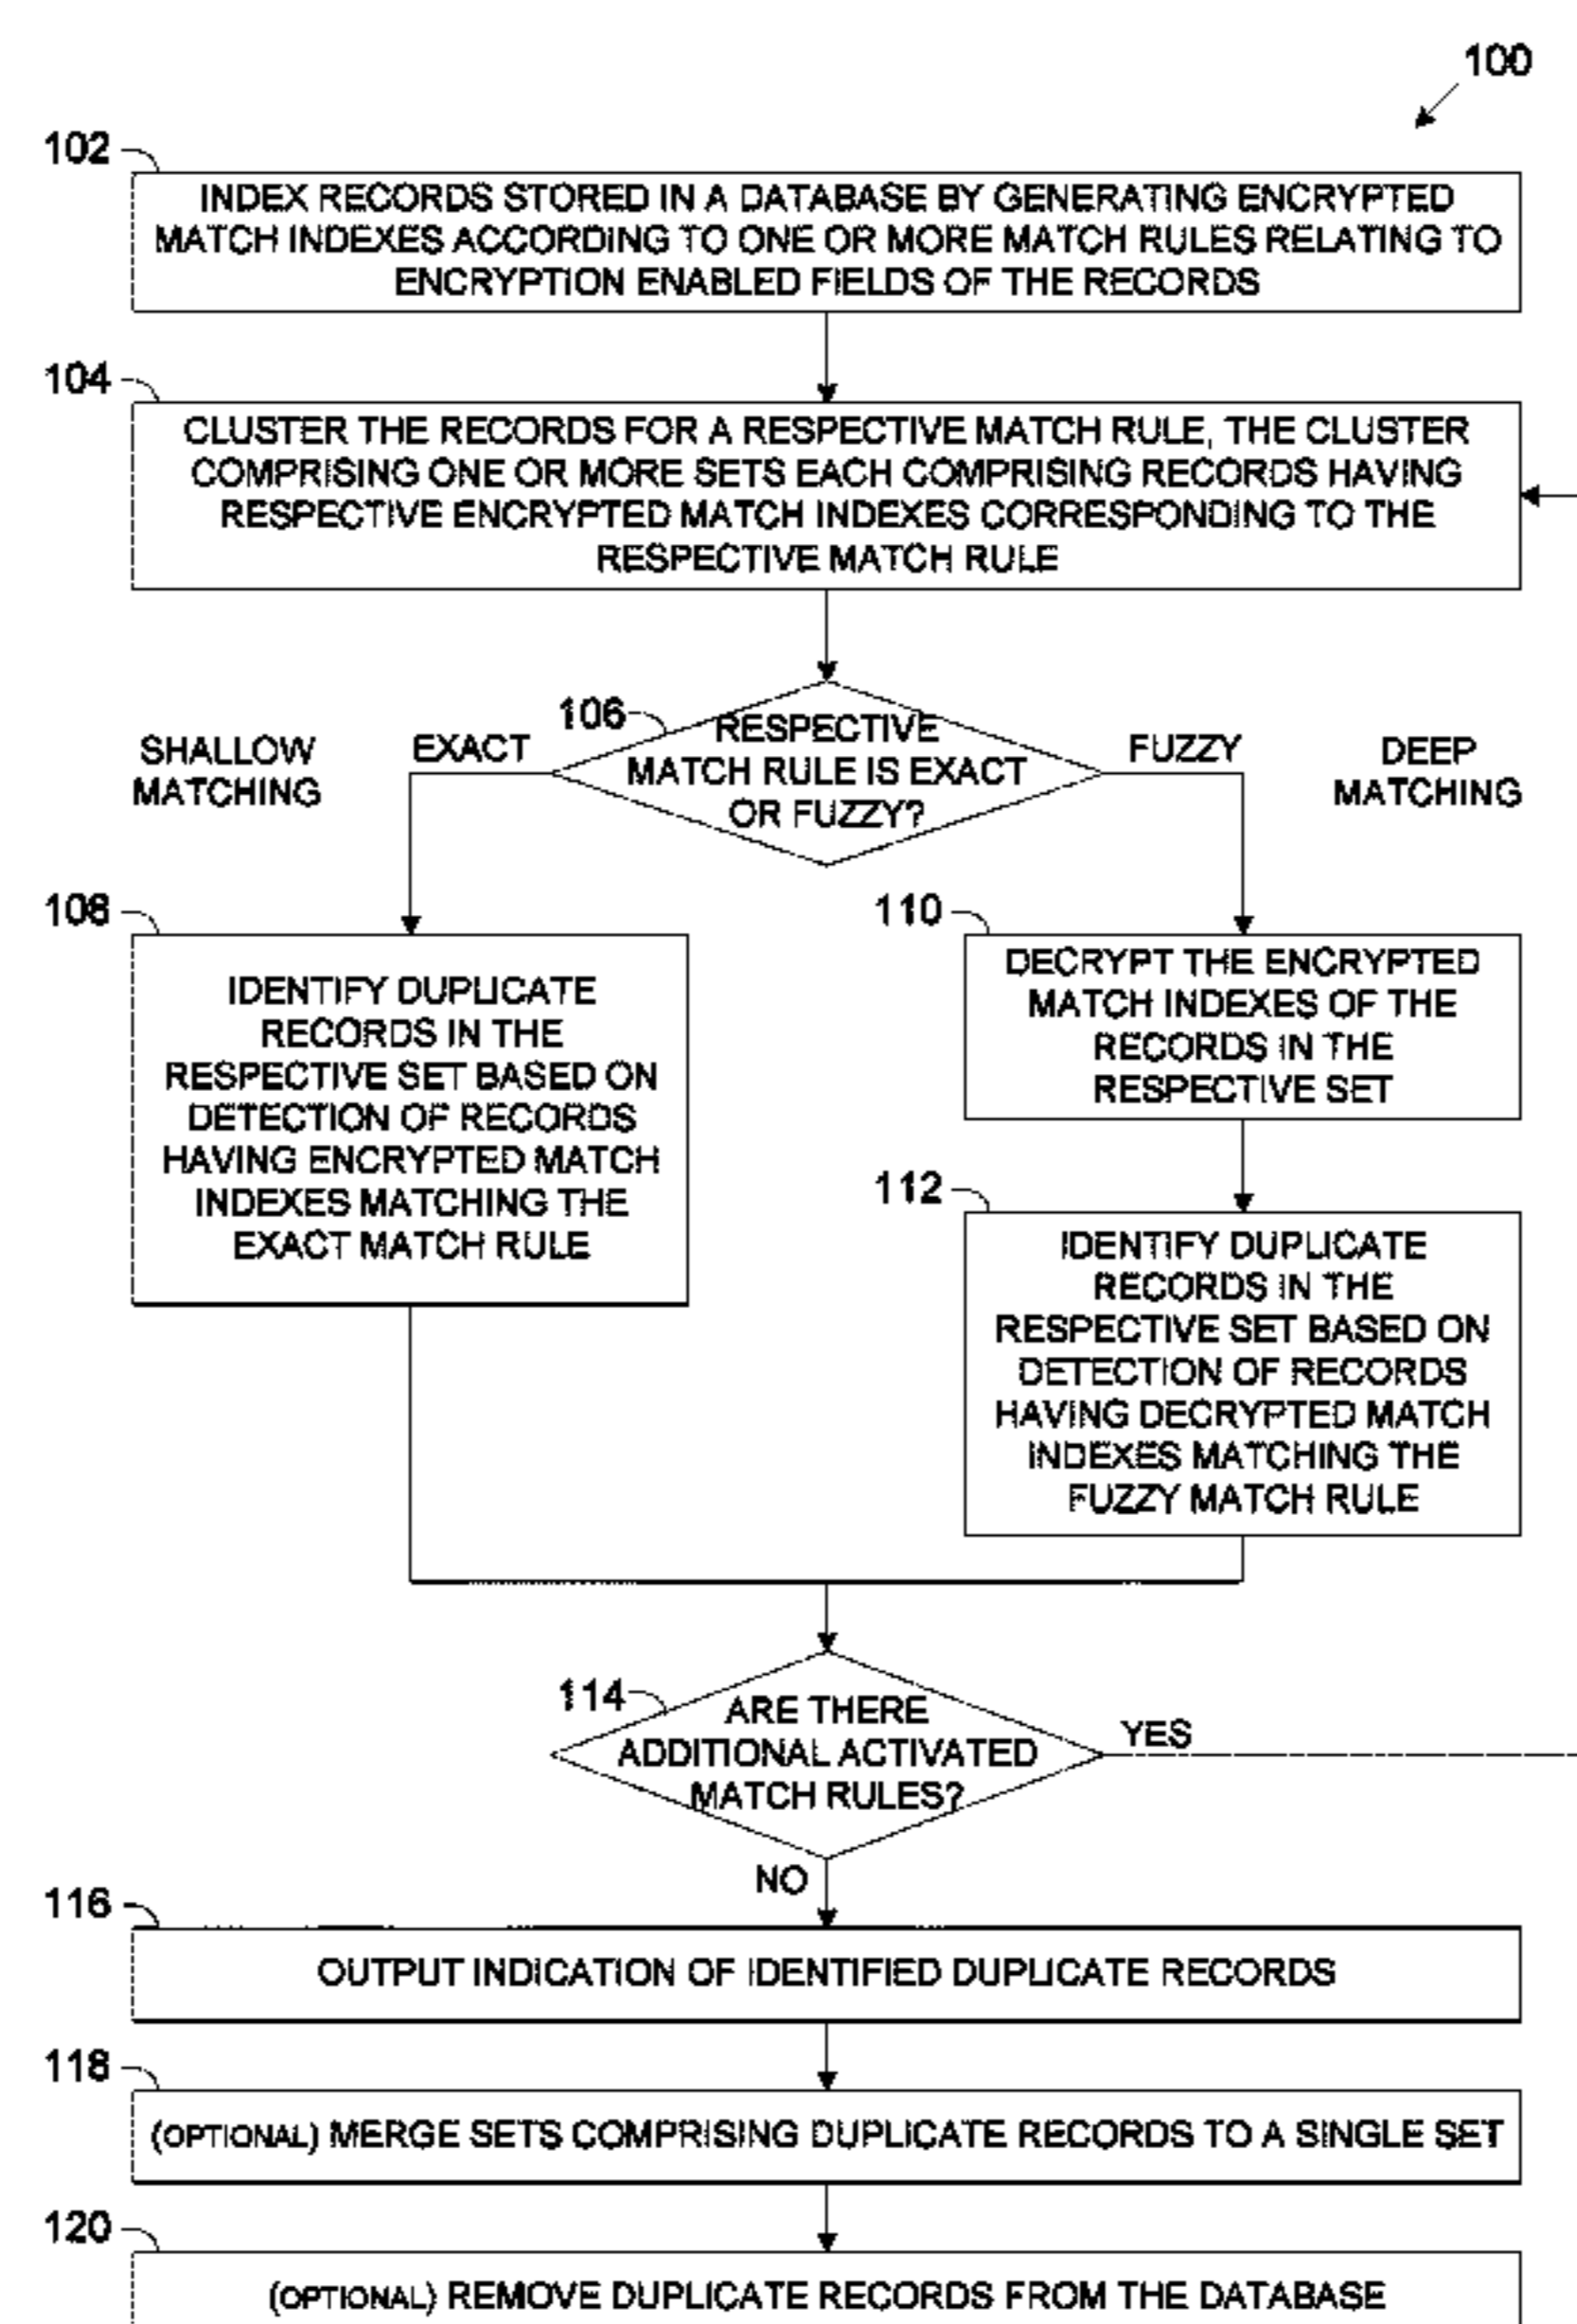 100
102
INDEX RECORDS STORED IN A DATABASE BY GENERATING ENCRYPTED
MATCH INDEXES ACCORDING TO ONE OR MORE MATCH RULES RELATING TO
ENCRYPTION ENABLED FIELDS OF THE RECORDS
104
CLUSTER THE RECORDS FOR A RESPECTIVE MATCH RULE, THE CLUSTER
COMPRISING ONE OR MORE SETS EACH COMPRISING RECORDS HAVING
RESPECTIVE ENCRYPTED MATCH INDEXES CORRESPONDING TO THE
RESPECTIVE MATCH RULE
106
RESPECTIVE
MATCH RULE IS EXACT
OR FUZZY?
SHALLOW
MATCHING
EXACT
FUZZY
DEEP
MATCHING
108
IDENTIFY DUPLICATE
RECORDS IN THE
RESPECTIVE SET BASED ON
DETECTION OF RECORDS
HAVING ENCRYPTED MATCH
INDEXES MATCHING THE
EXACT MATCH RULE
110
DECRYPT THE ENCRYPTED
MATCH INDEXES OF THE
RECORDS IN THE
RESPECTIVE SET
112
IDENTIFY DUPLICATE
RECORDS IN THE
RESPECTIVE SET BASED ON
DETECTION OF RECORDS
HAVING DECRYPTED MATCH
INDEXES MATCHING THE
FUZZY MATCH RULE
114
ARE THERE
ADDITIONAL ACTIVATED
MATCH RULES?
YES
NO
116
OUTPUT INDICATION OF IDENTIFIED DUPLICATE RECORDS
118
(OPTIONAL) MERGE SETS COMPRISING DUPLICATE RECORDS TO A SINGLE SET
120
(OPTIONAL) REMOVE DUPLICATE RECORDS FROM THE DATABASE